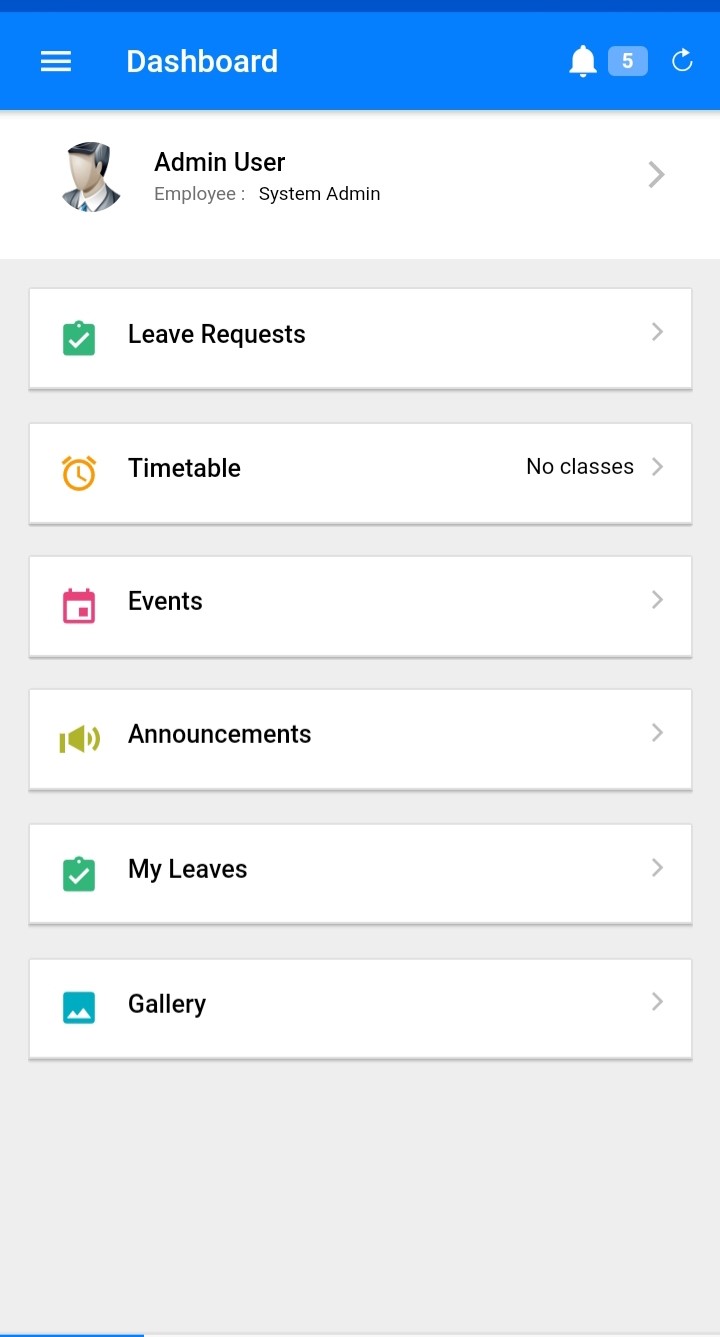 Dashboard
5
Admin User
Employee : System Admin
Leave Requests
Timetable No classes
Events
Announcements
My Leaves
Gallery